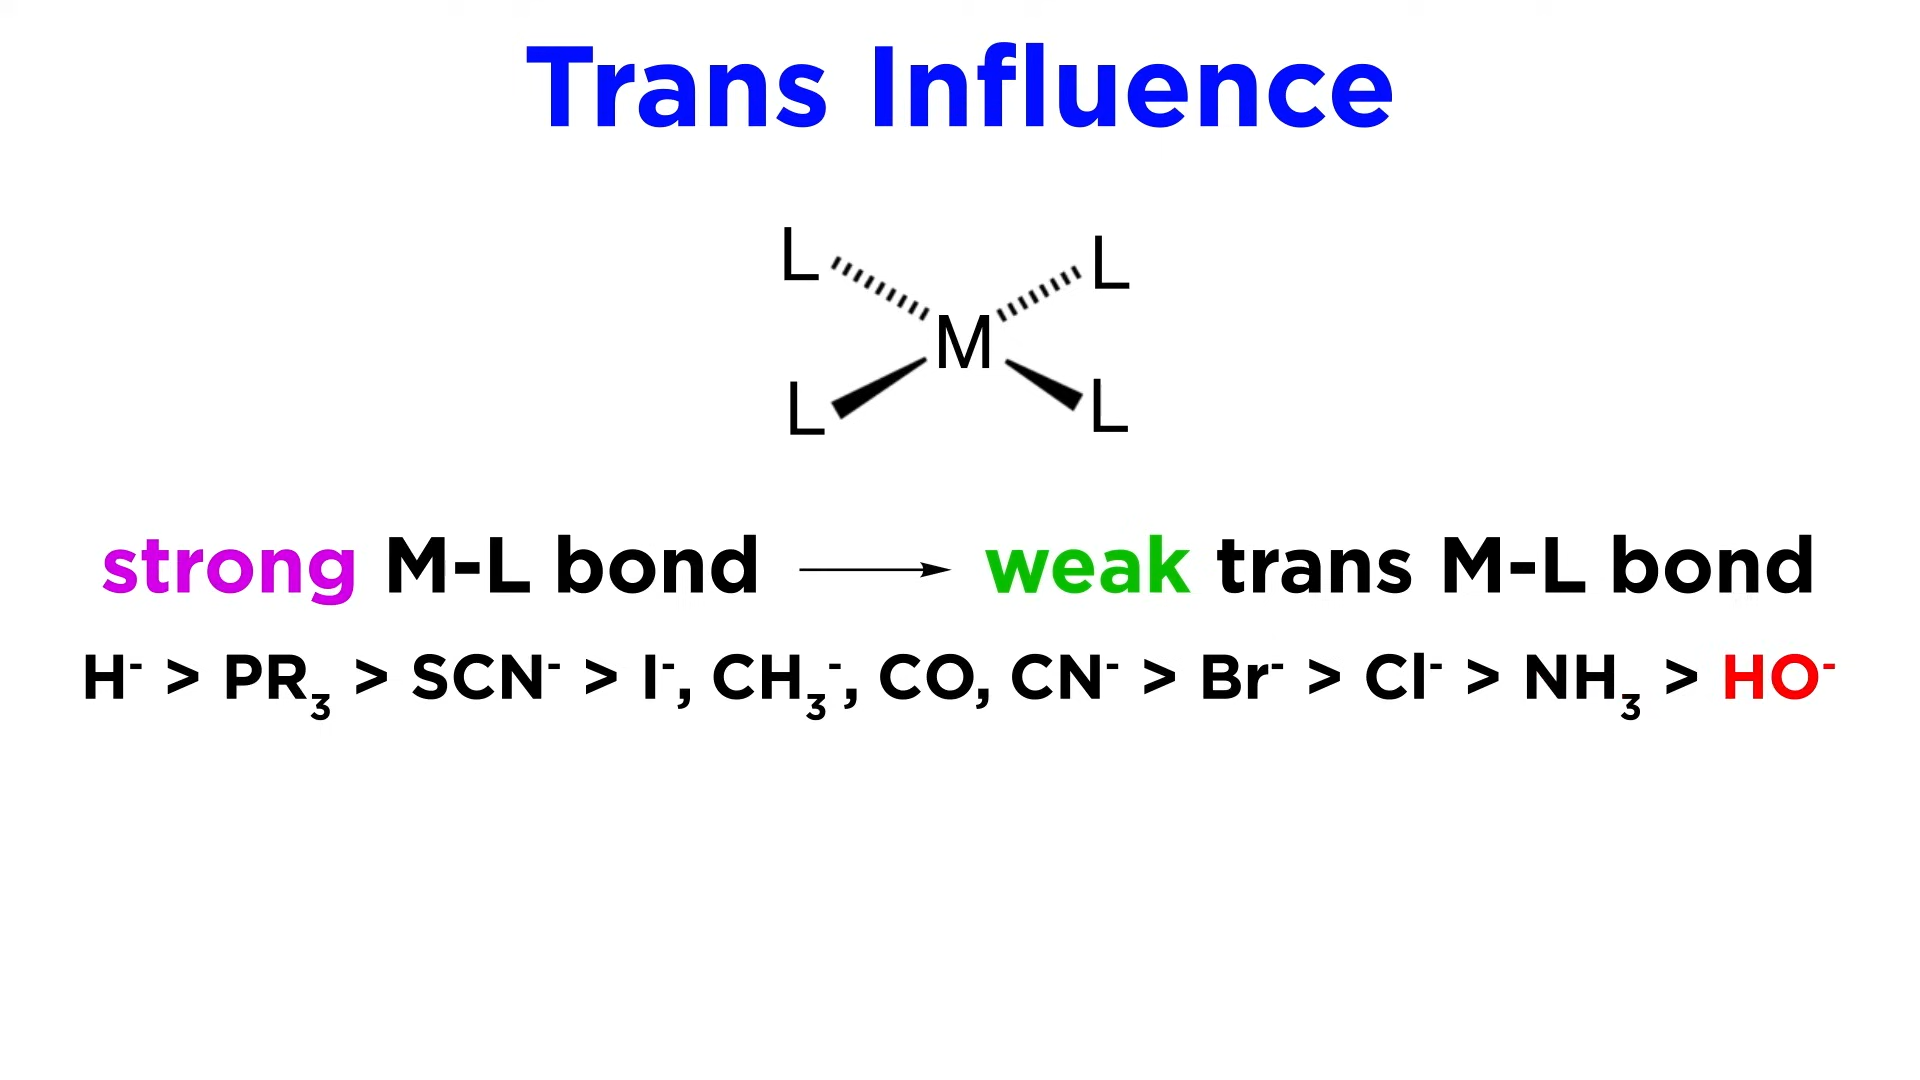 Trans Influence
L L
M
L L
strong M-L bond ⟶ weak trans M-L bond
H⁻ > PR₃ > SCN⁻ > I⁻, CH₃⁻, CO, CN⁻ > Br⁻ > Cl⁻ > NH₃ > HO⁻